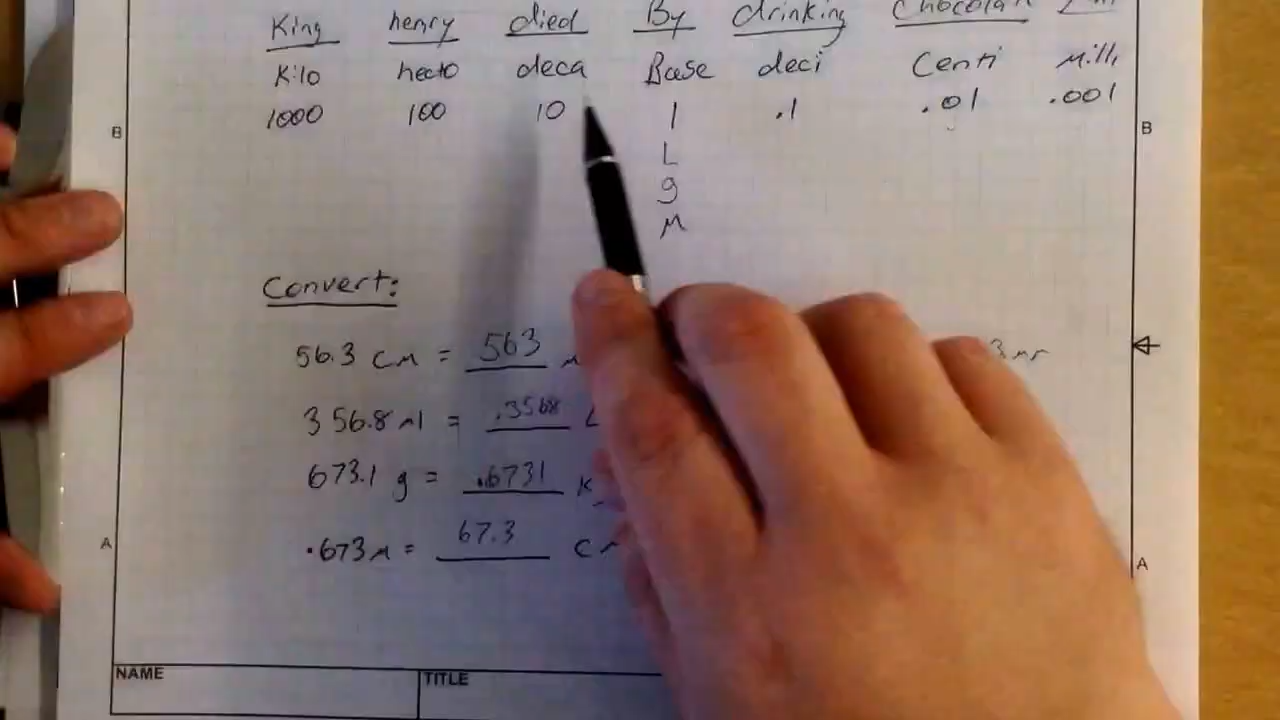 King henry died By drinking Chocolate
Kilo hecto deca Base deci Centi Milli
1000 100 10 1 .1 .01 .001
B B
L
g
M
Convert:
56.3 cm = 563 m
356.8 ml = .3568 L
673.1 g = .6731 K
.673 m = 67.3 cm
A A
NAME TITLE